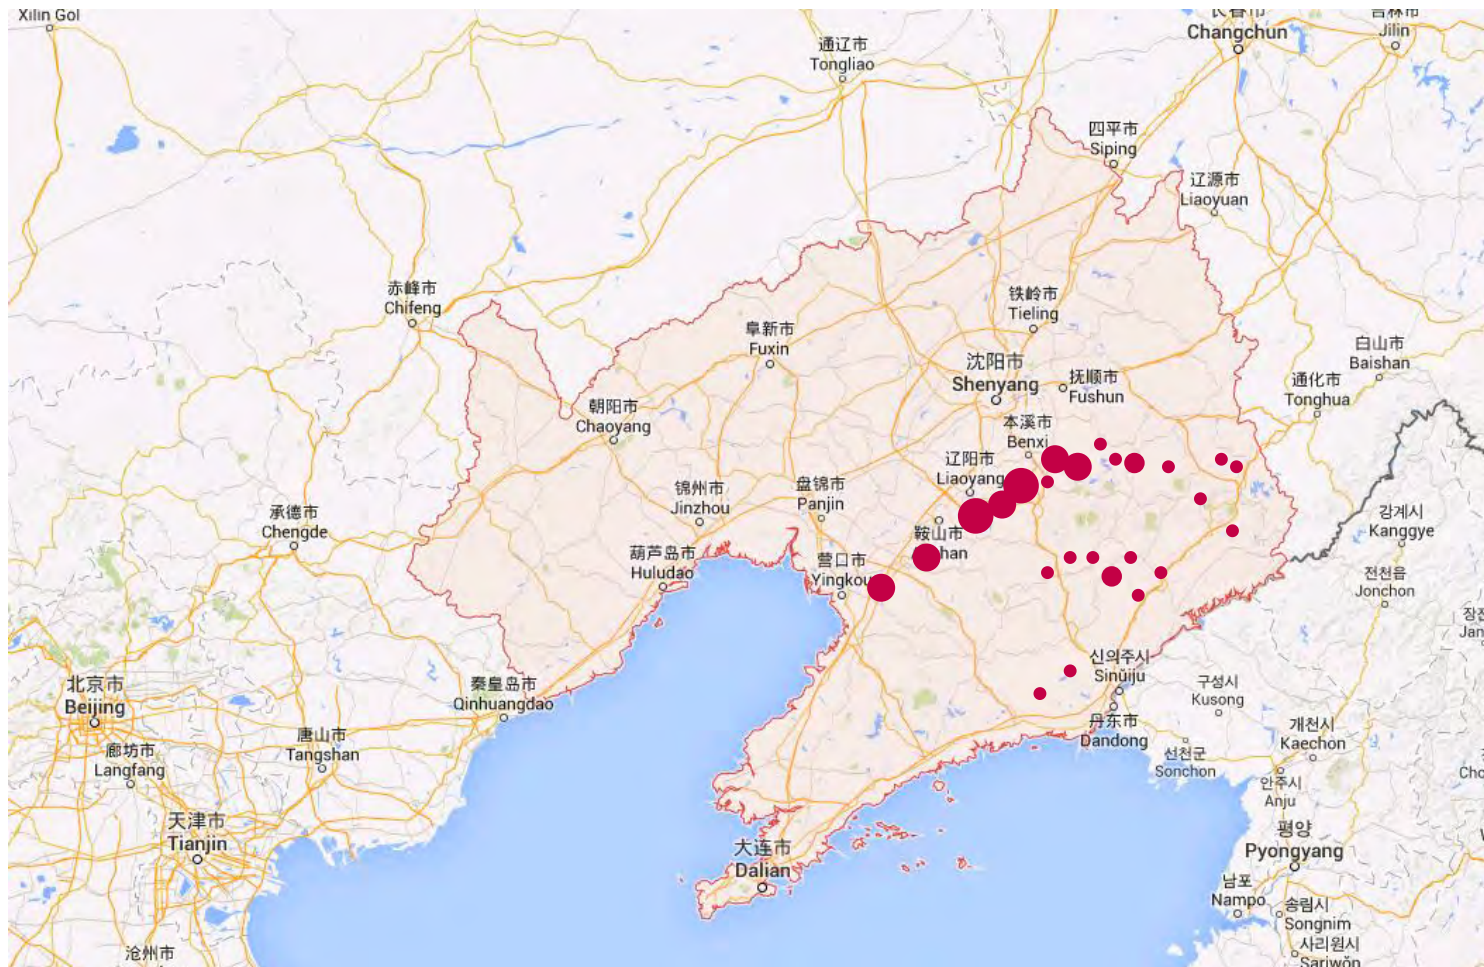 Xilin Gol
通辽市
Tongliao
长春市
Changchun
吉林市
Jilin
四平市
Siping
辽源市
Liaoyuan
赤峰市
Chifeng
铁岭市
Tieling
阜新市
Fuxin
沈阳市
Shenyang
抚顺市
Fushun
白山市
Baishan
通化市
Tonghua
朝阳市
Chaoyang
本溪市
Benxi
辽阳市
Liaoyang
锦州市
Jinzhou
盘锦市
Panjin
承德市
Chengde
鞍山市
강계시
Kanggye
葫芦岛市
Huludao
营口市
Yingkou
전천읍
Jonchon
北京市
Beijing
秦皇岛市
Qinhuangdao
신의주시
Sinŭiju
구성시
Kusong
唐山市
Tangshan
廊坊市
Langfang
丹东市
Dandong
선천군
Sonchon
개천시
Kaechon
안주시
Anju
天津市
Tianjin
大连市
Dalian
평양
Pyongyang
남포
Nampo
송림시
Songnim
사리원시
Sariwŏn
沧州市